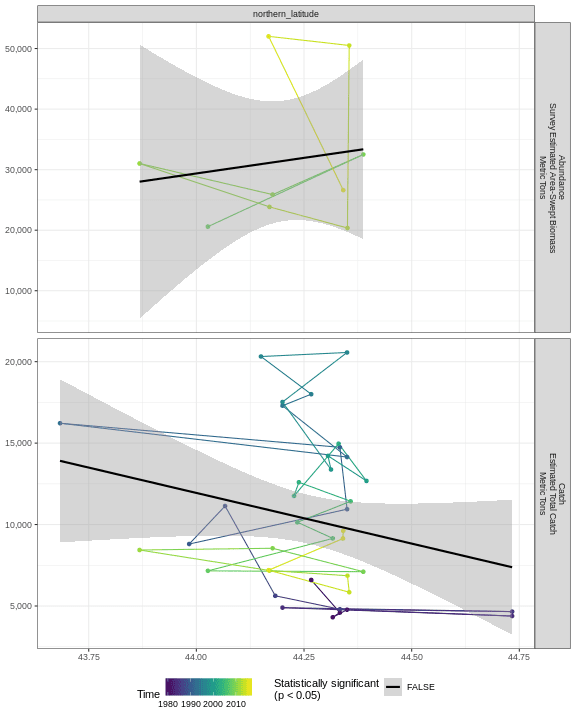 northern_latitude
50,000
40,000
30,000
20,000
10,000
Abundance
Survey Estimated Area-Swept Biomass
Metric Tons
20,000
15,000
10,000
5,000
Catch
Estimated Total Catch
Metric Tons
43.75 44.00 44.25 44.50 44.75
Time
1980 1990 2000 2010
Statistically significant
(p < 0.05)
FALSE